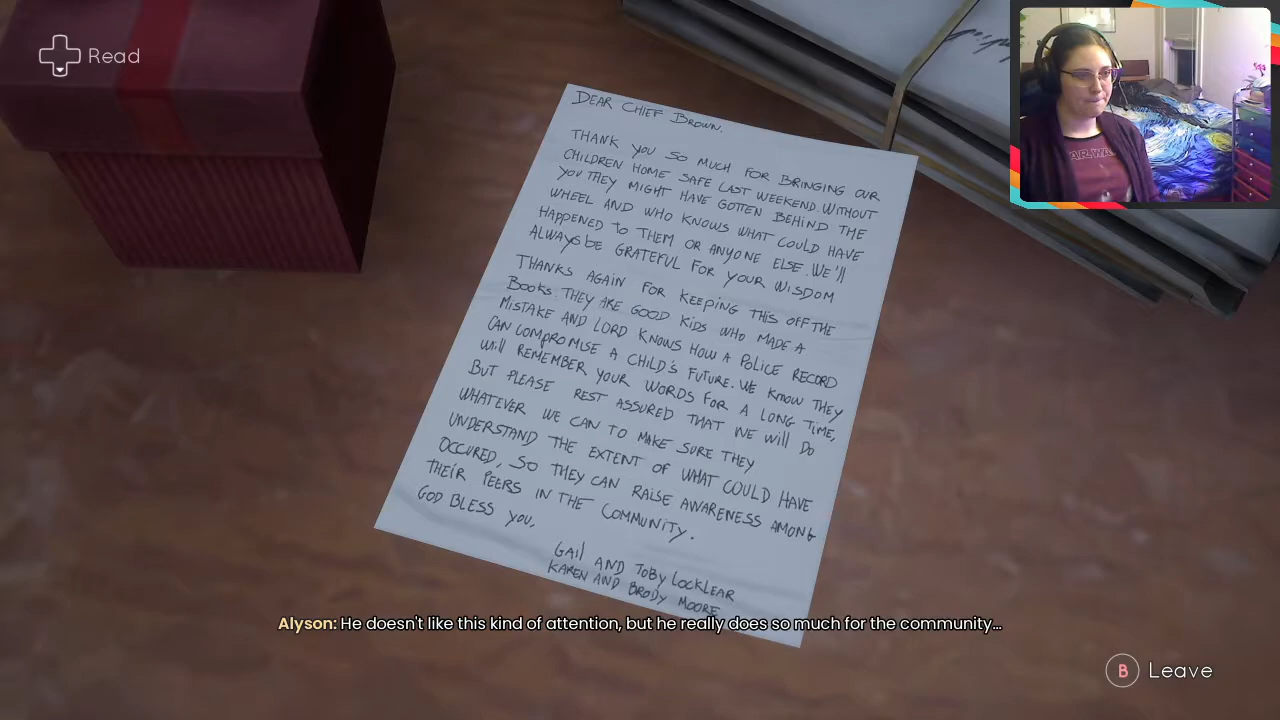 Read
DEAR CHIEF BROWN.
THANK YOU SO MUCH FOR BRINGING OUR
CHILDREN HOME SAFE LAST WEEKEND. WITHOUT
YOU THEY MIGHT HAVE GOTTEN BEHIND THE
WHEEL AND WHO KNOWS WHAT COULD HAVE
HAPPENED TO THEM OR ANYONE ELSE. WE'll
ALWAYS bE GRATEFUL FOR YOUR WISDOM
THANKS AGAIN FOR KEEPING THIS OFF THE
BOOKS. THEY ARE GOOD KIDS WHO MADE A
MISTAKE AND LORD KNOWS HOW A POLICE RECORD
CAN COMPROMISE A CHILD'S FUTURE. WE KNOW THEY
Will REMEMBER YOUR WORDS FOR A LONG TIME,
BUT PLEASE REST ASSURED THAT WE Will DO
WHATEVER WE CAN TO MAKE SURE THEY
UNDERSTAND THE EXTENT OF WHAT COULD HAVE
OCCURED, SO THEY CAN RAISE AWARENESS AMONG
THEIR PEERS IN THE COMMUNITY.
GOD BLESS YOU,
GAIl AND TOBY LOCKLEAR
KAREN AND BRODY MOORE
Alyson: He doesn't like this kind of attention, but he really does so much for the community...
B Leave